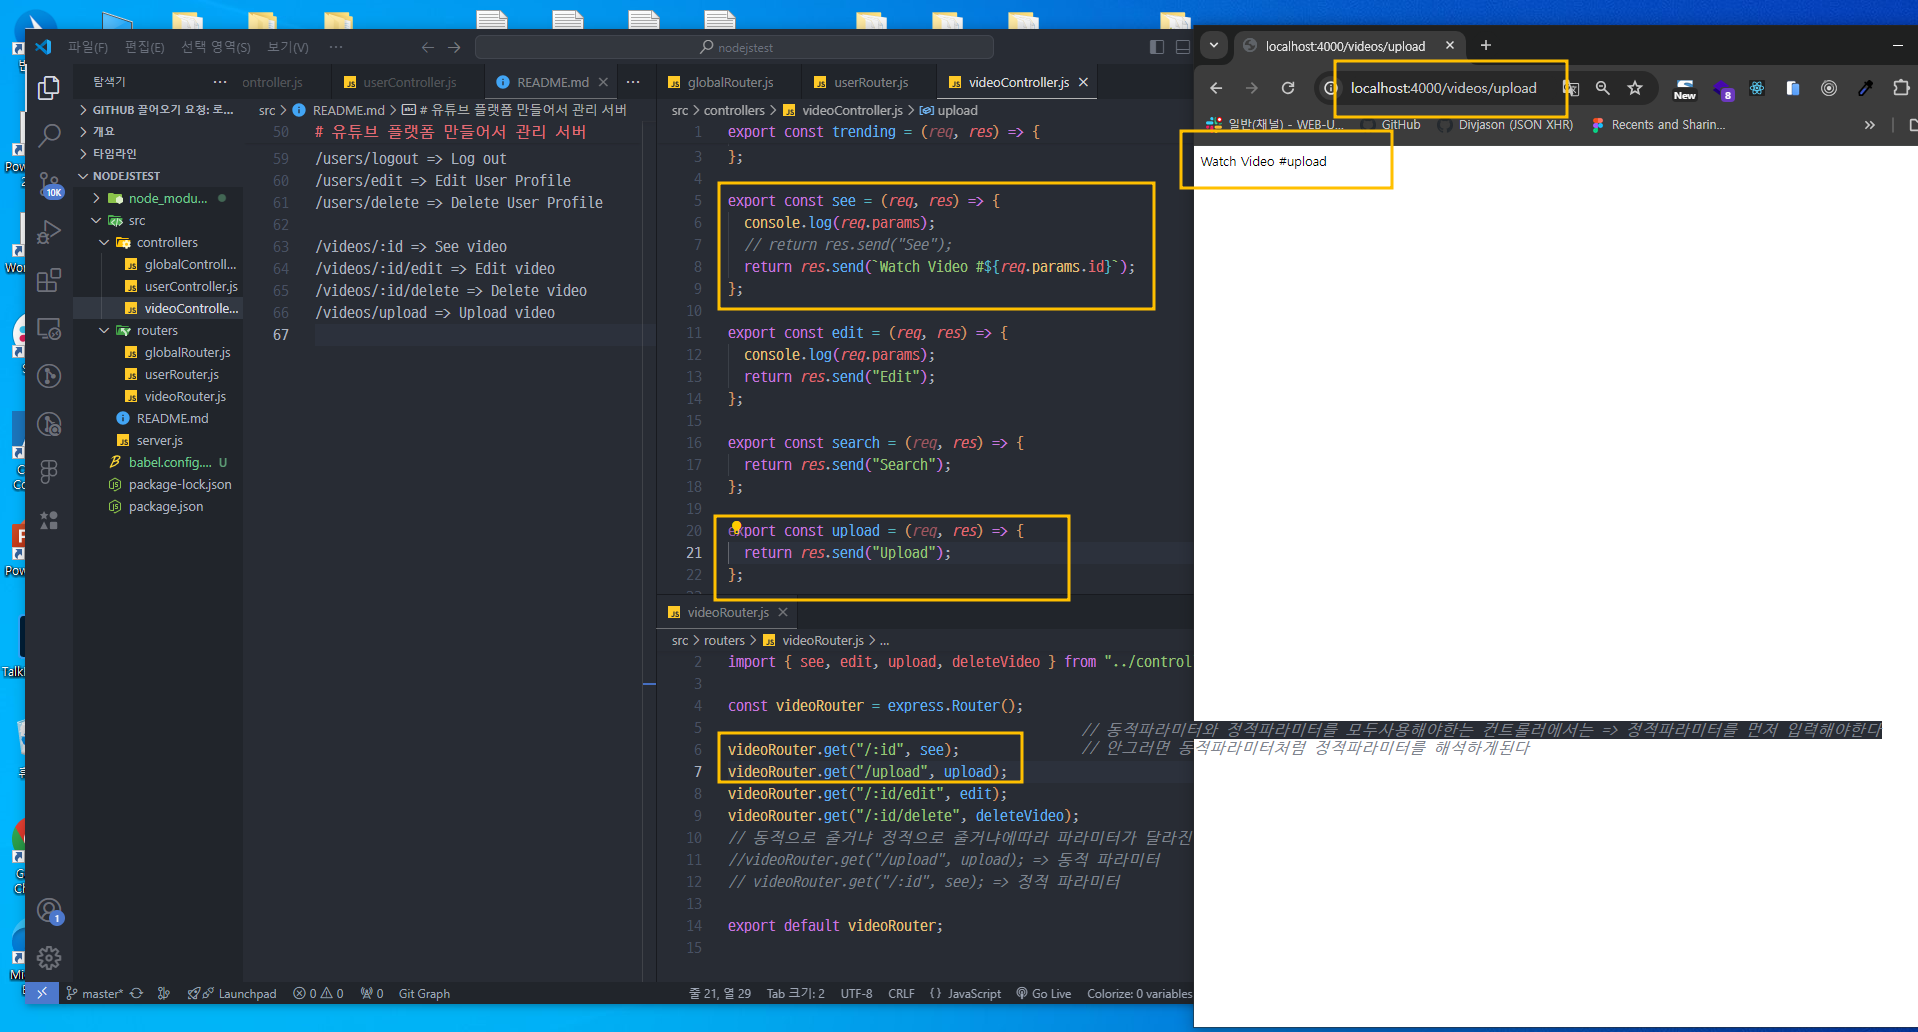 파일(F) 편집(E) 선택 영역(S) 보기(V) ···
nodejstest
탐색기
GITHUB 끌어오기 요청: 로...
개요
타임라인
NODEJSTEST
node_modu...
src
controllers
globalControll...
userController.js
videoControlle...
routers
globalRouter.js
userRouter.js
videoRouter.js
README.md
server.js
babel.config.... U
package-lock.json
package.json
10K
1
ontroller.js userController.js README.md
src > README.md > # 유튜브 플랫폼 만들어서 관리 서버
50 # 유튜브 플랫폼 만들어서 관리 서버
59 /users/logout => Log out
60 /users/edit => Edit User Profile
61 /users/delete => Delete User Profile
62
63 /videos/:id => See video
64 /videos/:id/edit => Edit video
65 /videos/:id/delete => Delete video
66 /videos/upload => Upload video
67
globalRouter.js userRouter.js videoController.js
src > controllers > videoController.js > upload
1 export const trending = (req, res) => {
3 };
4
5 export const see = (req, res) => {
6 console.log(req.params);
7 // return res.send("See");
8 return res.send(`Watch Video #${req.params.id}`);
9 };
10
11 export const edit = (req, res) => {
12 console.log(req.params);
13 return res.send("Edit");
14 };
15
16 export const search = (req, res) => {
17 return res.send("Search");
18 };
19
20 export const upload = (req, res) => {
21 return res.send("Upload");
22 };
videoRouter.js
src > routers > videoRouter.js > ...
2 import { see, edit, upload, deleteVideo } from "../control
3
4 const videoRouter = express.Router();
5 // 동적파라미터와 정적파라미터를 모두사용해야한는 컨트롤러에서는 => 정적파라미터를 먼저 입력해야한다
6 videoRouter.get("/:id", see); // 안그러면 동적파라미터처럼 정적파라미터를 해석하게된다
7 videoRouter.get("/upload", upload);
8 videoRouter.get("/:id/edit", edit);
9 videoRouter.get("/:id/delete", deleteVideo);
10 // 동적으로 줄거냐 정적으로 줄거냐에따라 파라미터가 달라진
11 //videoRouter.get("/upload", upload); => 동적 파라미터
12 // videoRouter.get("/:id", see); => 정적 파라미터
13
14 export default videoRouter;
15
master* Launchpad 0 0 0 Git Graph
줄 21, 열 29 Tab 크기: 2 UTF-8 CRLF {} JavaScript Go Live Colorize: 0 variables
localhost:4000/videos/upload
localhost:4000/videos/upload
New 8
일반(채널) - WEB-U... GitHub Divjason (JSON XHR) Recents and Sharin...
Watch Video #upload